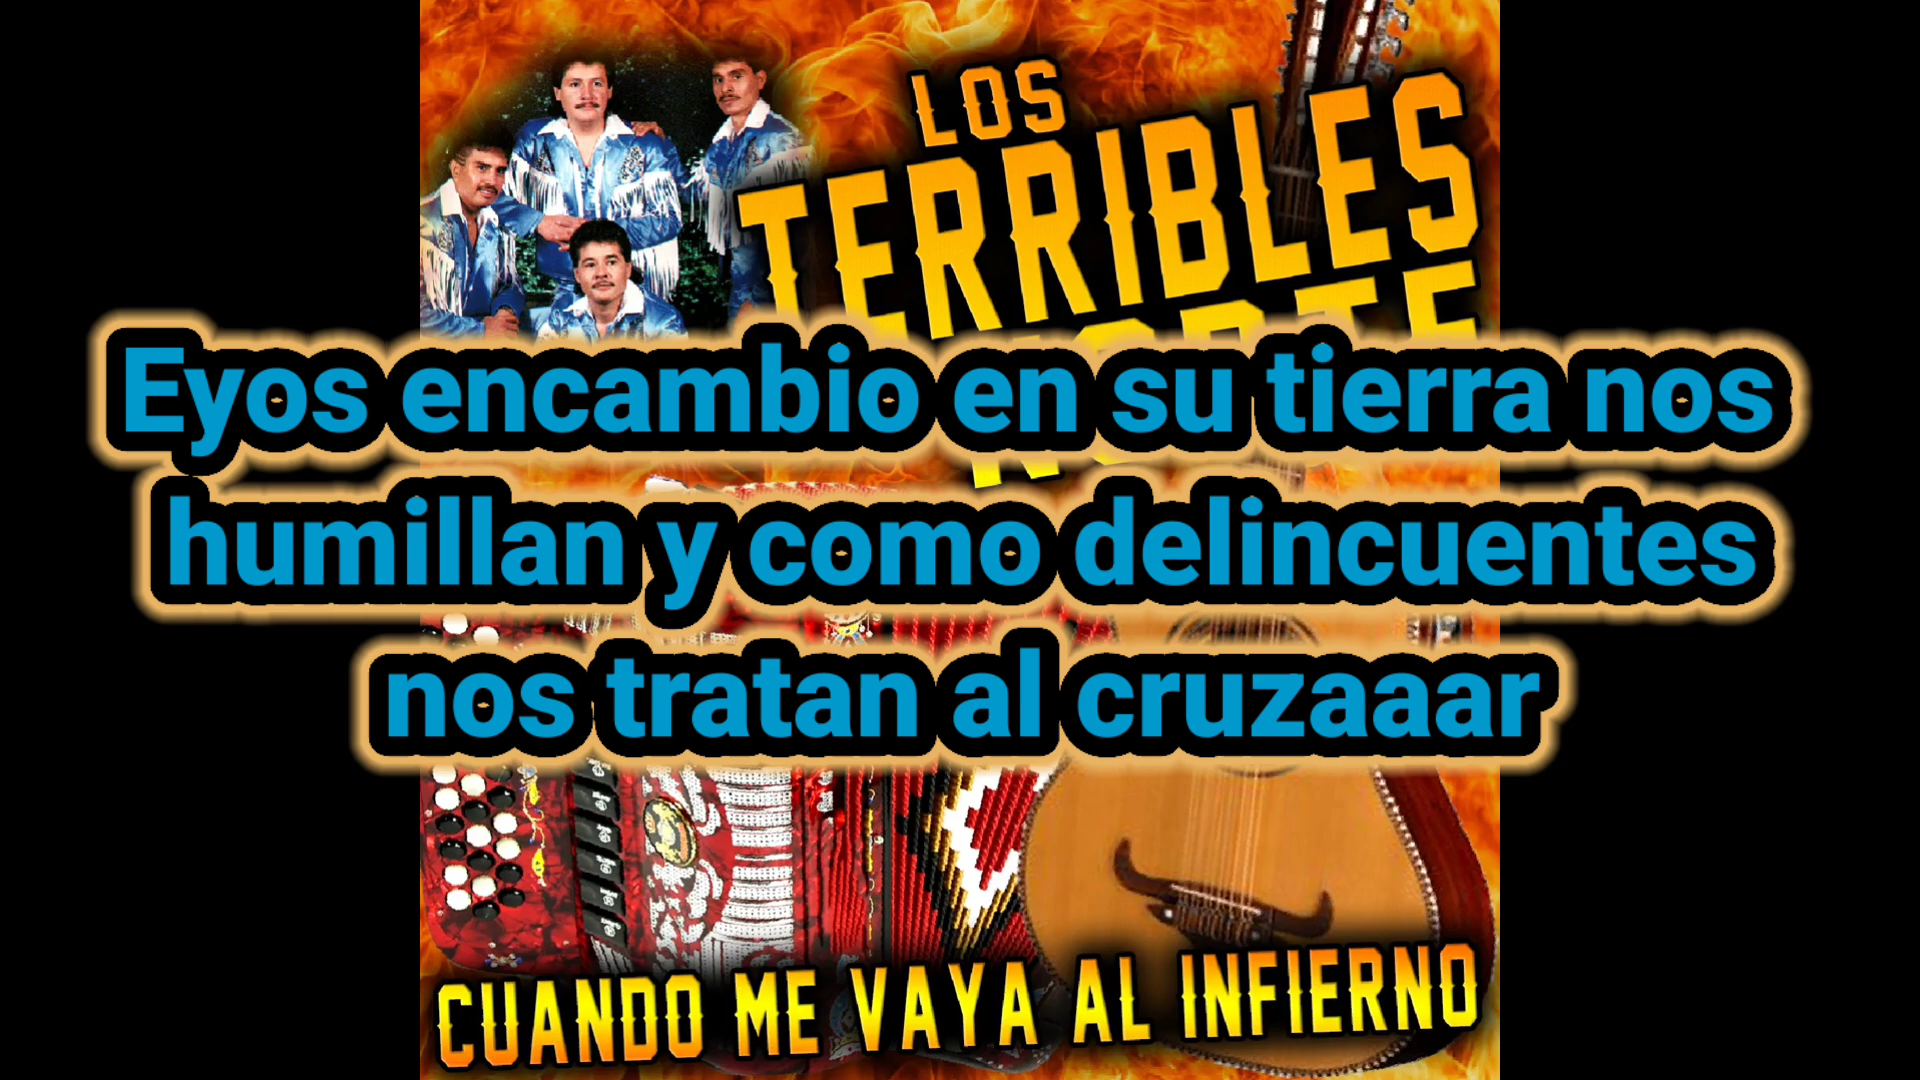 LOS
TERRIBLES
Eyos encambio en su tierra nos
humillan y como delincuentes
nos tratan al cruzaaar
CUANDO ME VAYA AL INFIERNO